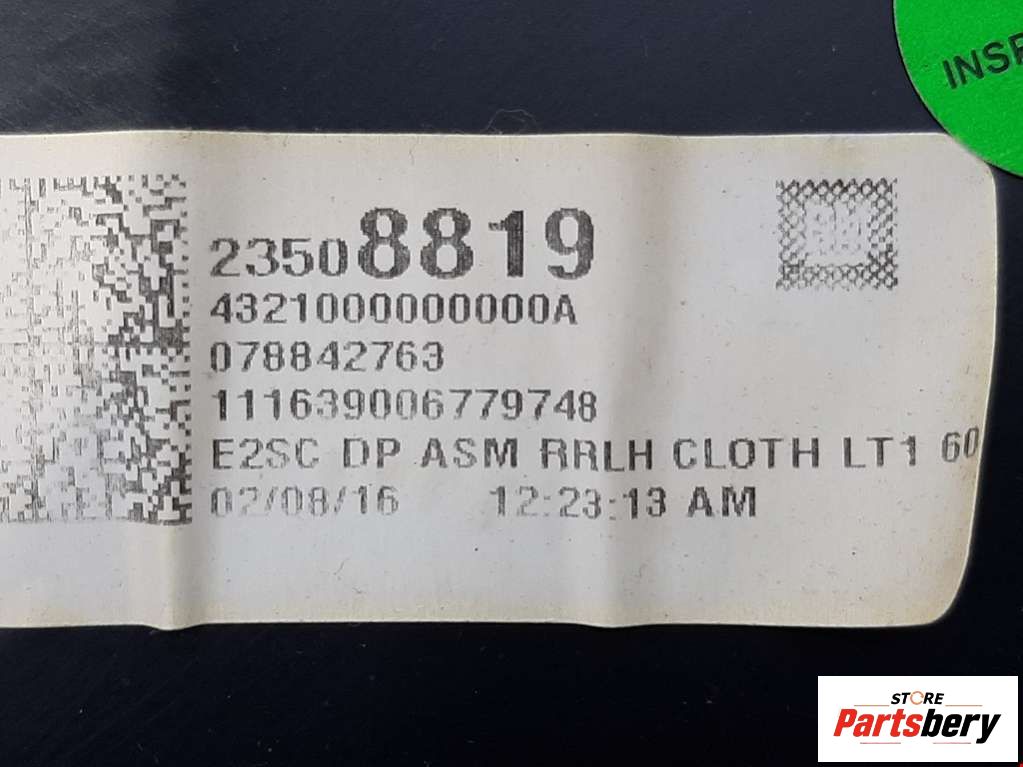 INSP
23508819
4321000000000A
078842763
111639006779748
E2SC DP ASM RRLH CLOTH LT1 60
02/08/16 12:23:13 AM
STORE
Partsbery